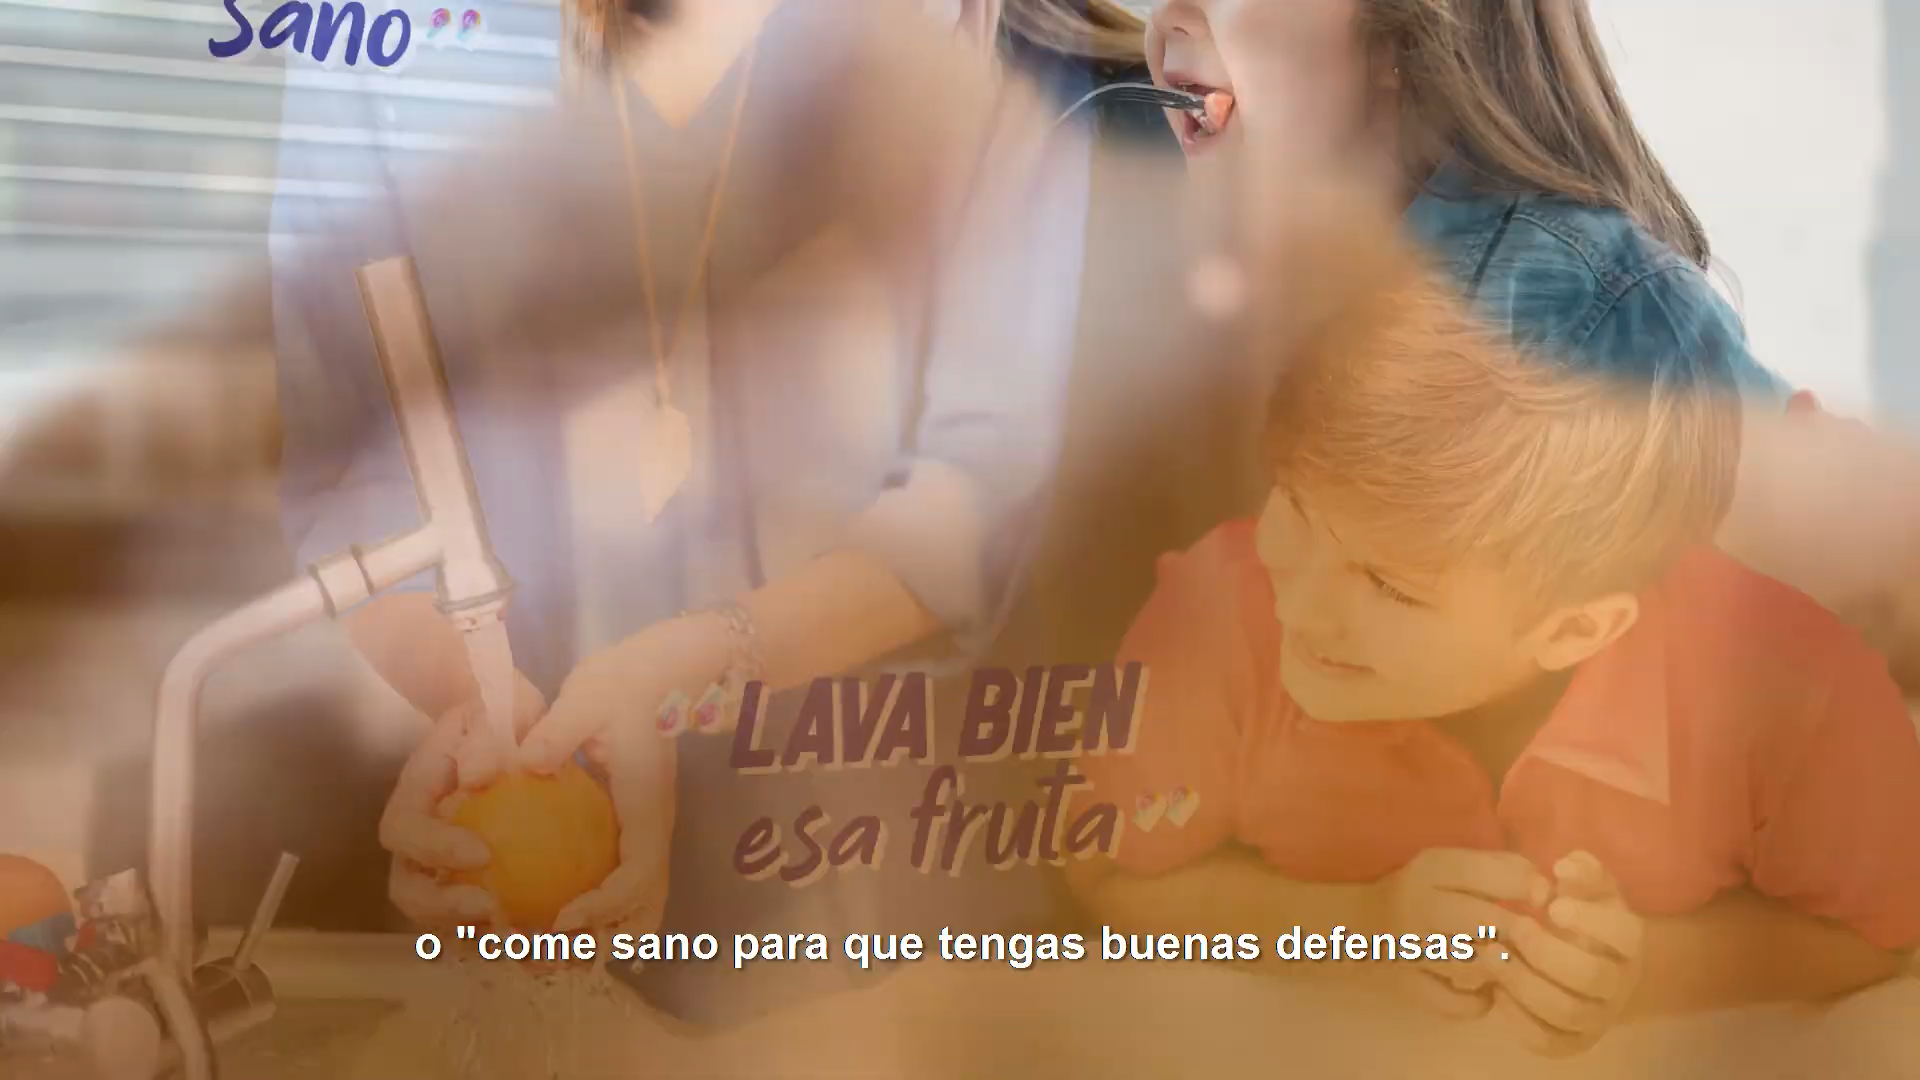 sano”
“LAVA BIEN
esa fruta”
o "come sano para que tengas buenas defensas".